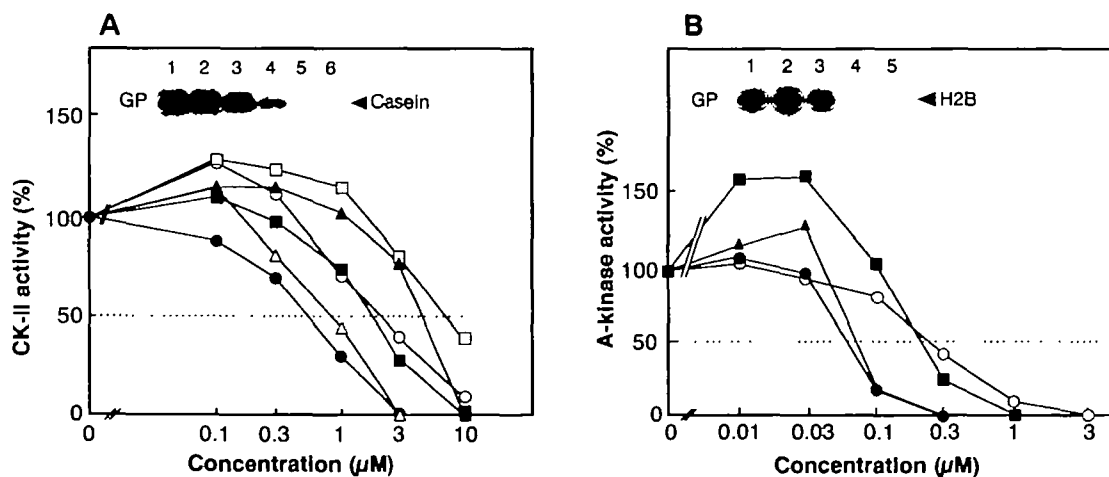 A
1 2 3 4 5 6
GP
Casein
150
100
50
0
CK-II activity (%)
0 0.1 0.3 1 3 10
Concentration (µM)
B
1 2 3 4 5
GP
H2B
150
100
50
0
A-kinase activity (%)
0 0.01 0.03 0.1 0.3 1 3
Concentration (µM)